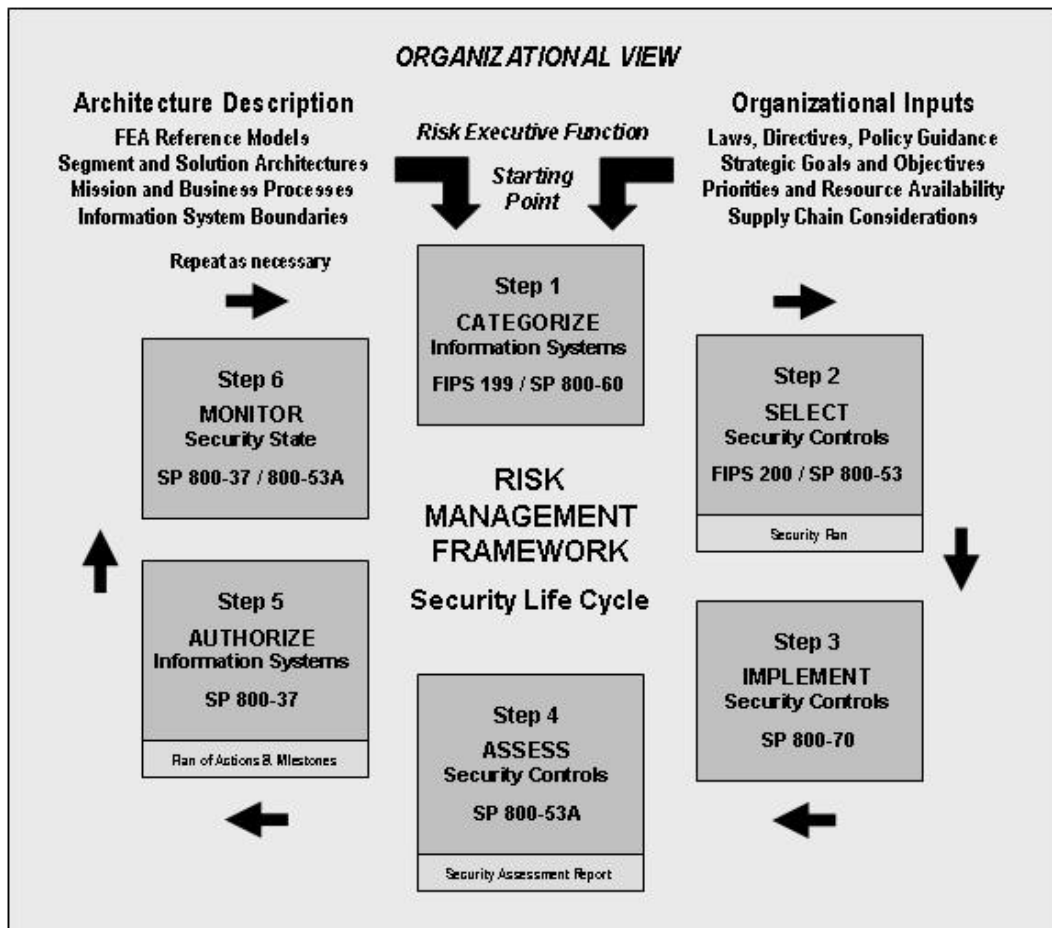 ORGANIZATIONAL VIEW
Architecture Description
FEA Reference Models
Segment and Solution Architectures
Mission and Business Processes
Information System Boundaries
Risk Executive Function
Starting
Point
Organizational Inputs
Laws, Directives, Policy Guidance
Strategic Goals and Objectives
Priorities and Resource Availability
Supply Chain Considerations
Repeat as necessary
Step 1
CATEGORIZE
Information Systems
FIPS 199 / SP 800-60
Step 2
SELECT
Security Controls
FIPS 200 / SP 800-53
Security Plan
Step 3
IMPLEMENT
Security Controls
SP 800-70
Step 4
ASSESS
Security Controls
SP 800-53A
Security Assessment Report
Step 5
AUTHORIZE
Information Systems
SP 800-37
Plan of Actions & Milestones
Step 6
MONITOR
Security State
SP 800-37 / 800-53A
RISK
MANAGEMENT
FRAMEWORK
Security Life Cycle